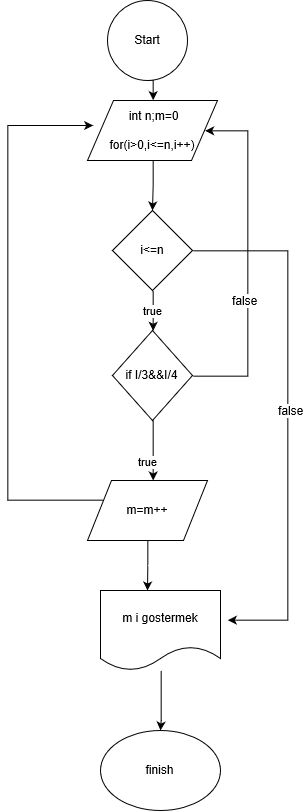 Start
int n;m=0
for(i>0,i<=n,i++)
i<=n
true
false
if I/3&&I/4
false
true
m=m++
m i gostermek
finish